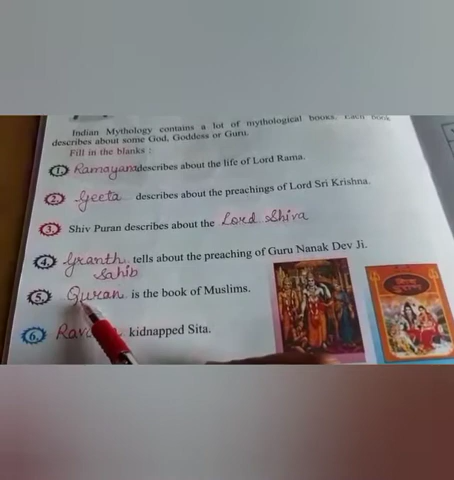 Indian Mythology contains a lot of mythological books. Each book
describes about some God, Goddess or Guru.
Fill in the blanks :
1. Ramayana describes about the life of Lord Rama.
2. Geeta describes about the preachings of Lord Sri Krishna.
3. Shiv Puran describes about the Lord Shiva
4. Granth tells about the preaching of Guru Nanak Dev Ji.
Sahib
5. Quran is the book of Muslims.
6. kidnapped Sita.